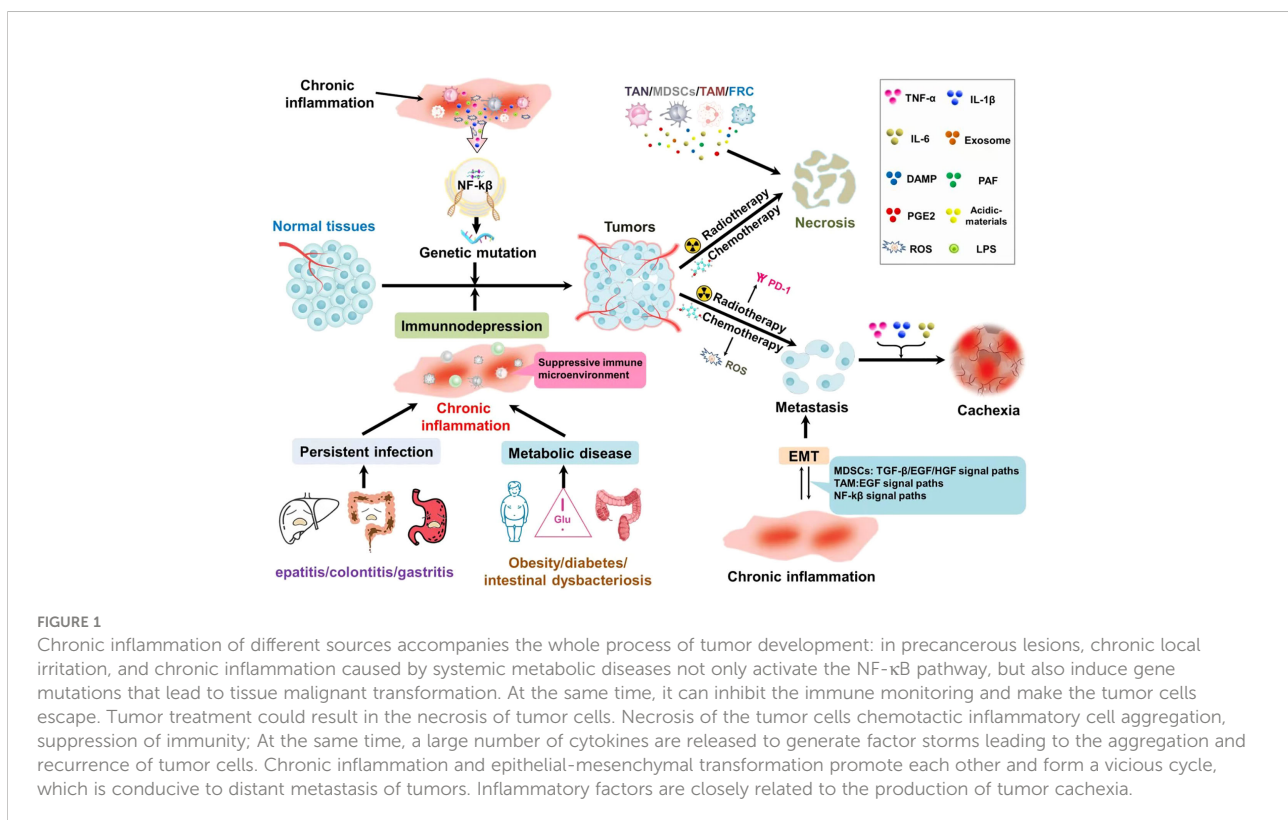 Chronic
inflammation
TAN/MDSCs/TAM/FRC
TNF-α
IL-1β
IL-6
Exosome
DAMP
PAF
PGE2
Acidic-
materials
ROS
LPS
NF-kβ
Normal tissues
Genetic mutation
Tumors
Radiotherapy
Chemotherapy
Necrosis
Immunnodepression
Radiotherapy
Chemotherapy
PD-1
ROS
Suppressive immune
microenvironment
Chronic
inflammation
Metastasis
Cachexia
Persistent infection
Metabolic disease
EMT
MDSCs: TGF-β/EGF/HGF signal paths
TAM:EGF signal paths
NF-kβ signal paths
Glu
epatitis/colontitis/gastritis
Obesity/diabetes/
intestinal dysbacteriosis
Chronic inflammation
FIGURE 1
Chronic inflammation of different sources accompanies the whole process of tumor development: in precancerous lesions, chronic local
irritation, and chronic inflammation caused by systemic metabolic diseases not only activate the NF-κB pathway, but also induce gene
mutations that lead to tissue malignant transformation. At the same time, it can inhibit the immune monitoring and make the tumor cells
escape. Tumor treatment could result in the necrosis of tumor cells. Necrosis of the tumor cells chemotactic inflammatory cell aggregation,
suppression of immunity; At the same time, a large number of cytokines are released to generate factor storms leading to the aggregation and
recurrence of tumor cells. Chronic inflammation and epithelial-mesenchymal transformation promote each other and form a vicious cycle,
which is conducive to distant metastasis of tumors. Inflammatory factors are closely related to the production of tumor cachexia.